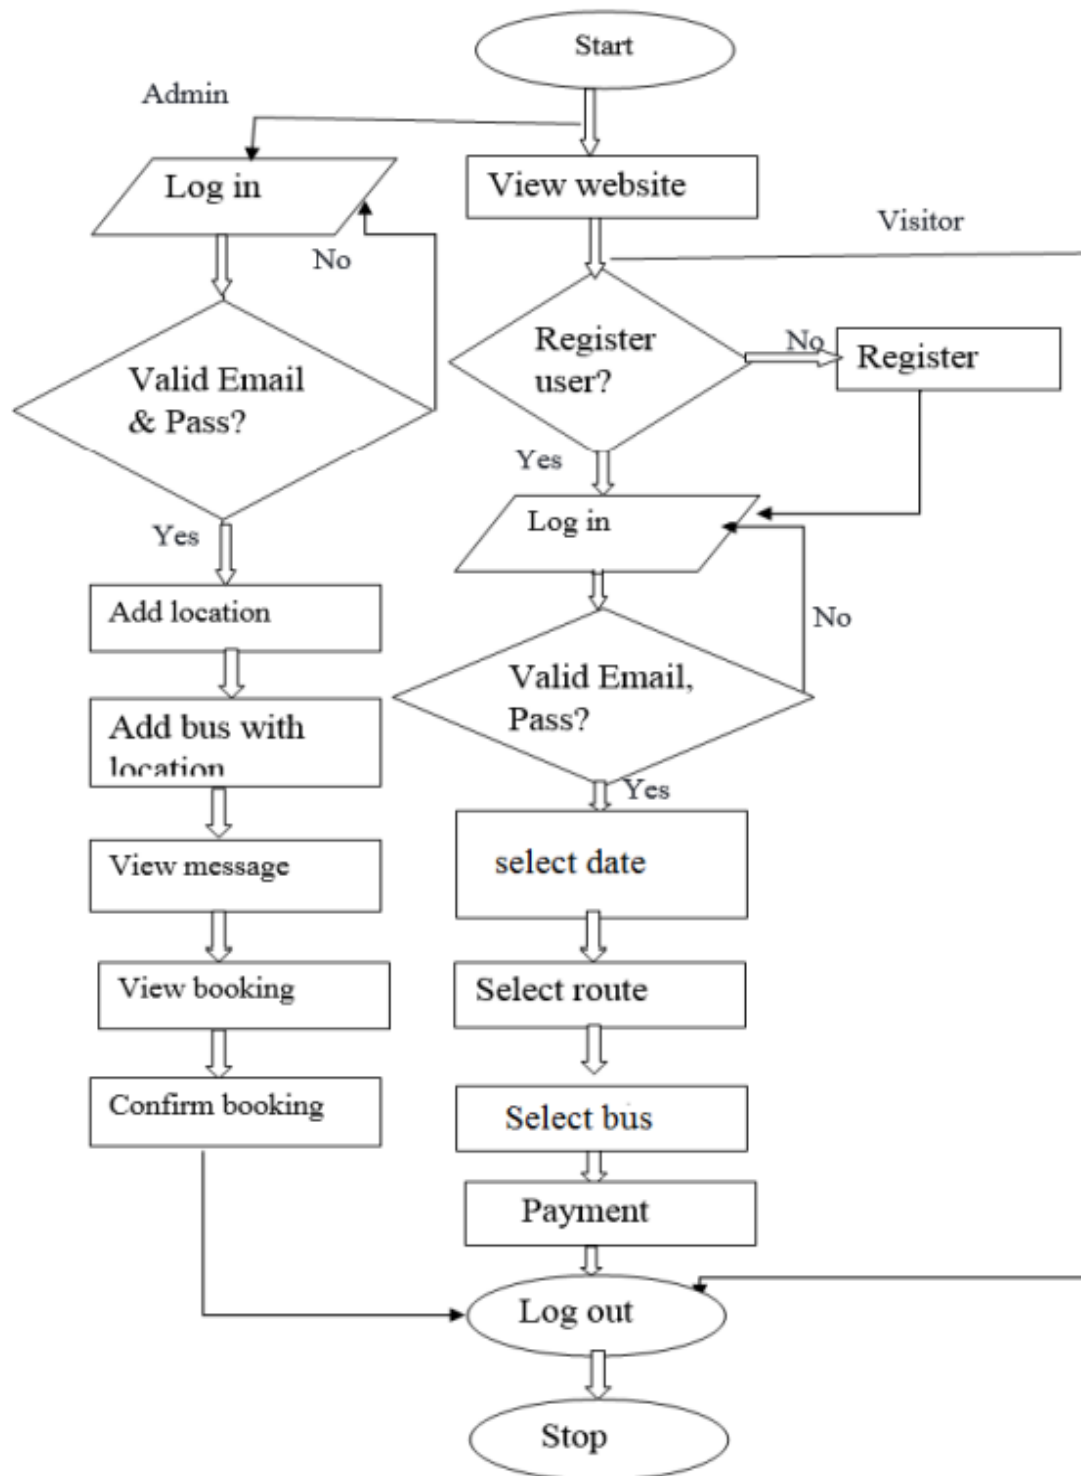 Start
Admin
Log in
View website
Visitor
No
Register
user?
No
Register
Valid Email
& Pass?
Yes
Log in
Yes
Add location
No
Valid Email,
Pass?
Add bus with
location
Yes
View message
select date
View booking
Select route
Confirm booking
Select bus
Payment
Log out
Stop